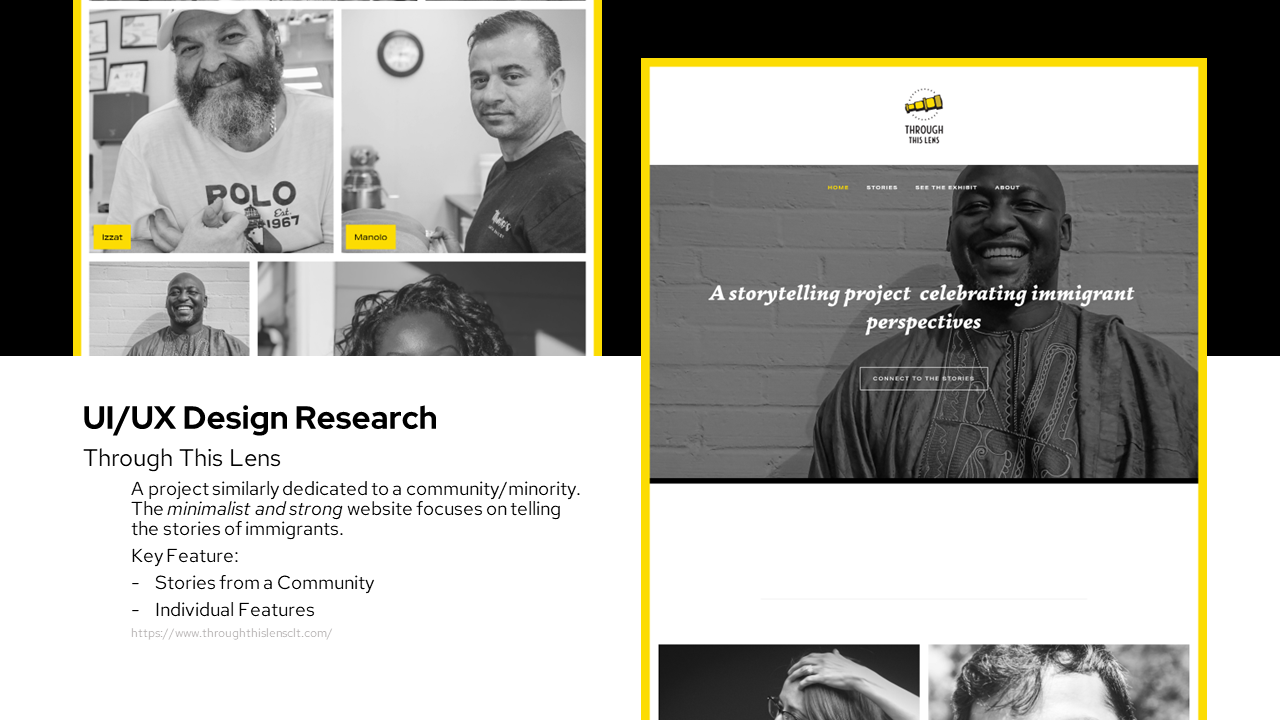 POLO
Est.
1967
Izzat
Manolo
UI/UX Design Research
Through This Lens
A project similarly dedicated to a community/minority.
The minimalist and strong website focuses on telling
the stories of immigrants.
Key Feature:
- Stories from a Community
- Individual Features
https://www.throughthislensclt.com/
THROUGH
THIS LENS
HOME STORIES SEE THE EXHIBIT ABOUT
A storytelling project celebrating immigrant
perspectives
CONNECT TO THE STORIES